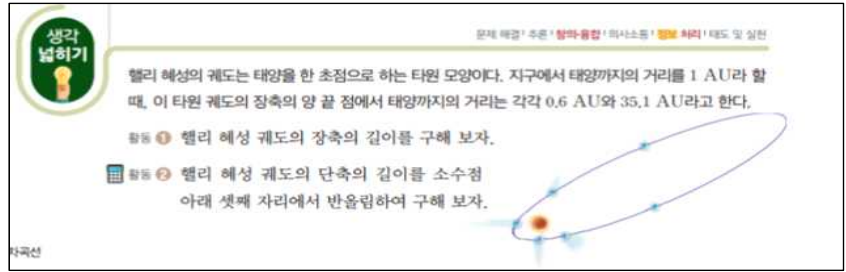 생각
넓히기
문제 해결 | 추론 | 창의·융합 | 의사소통 | 정보 처리 | 태도 및 실천
핼리 혜성의 궤도는 태양을 한 초점으로 하는 타원 모양이다. 지구에서 태양까지의 거리를 1 AU라 할
때, 이 타원 궤도의 장축의 양 끝 점에서 태양까지의 거리는 각각 0.6 AU와 35.1 AU라고 한다.
활동 1 핼리 혜성 궤도의 장축의 길이를 구해 보자.
활동 2 핼리 혜성 궤도의 단축의 길이를 소수점
아래 셋째 자리에서 반올림하여 구해 보자.
차곡선